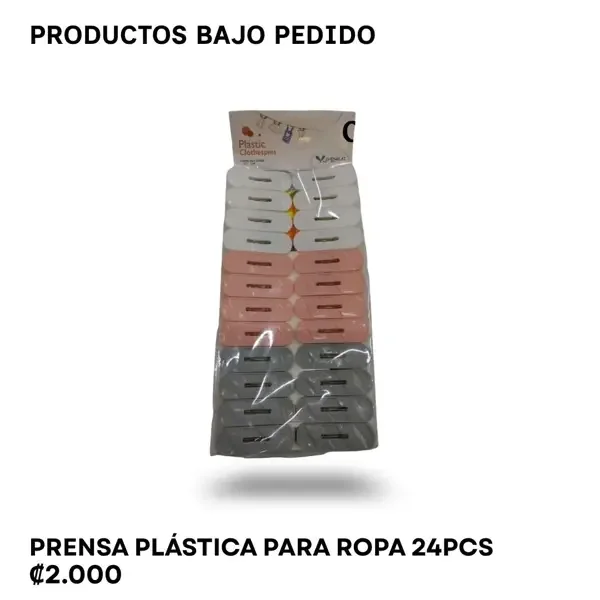 PRODUCTOS BAJO PEDIDO
Plastic
Clothespins
PRENSA PLÁSTICA PARA ROPA 24PCS
₡2.000